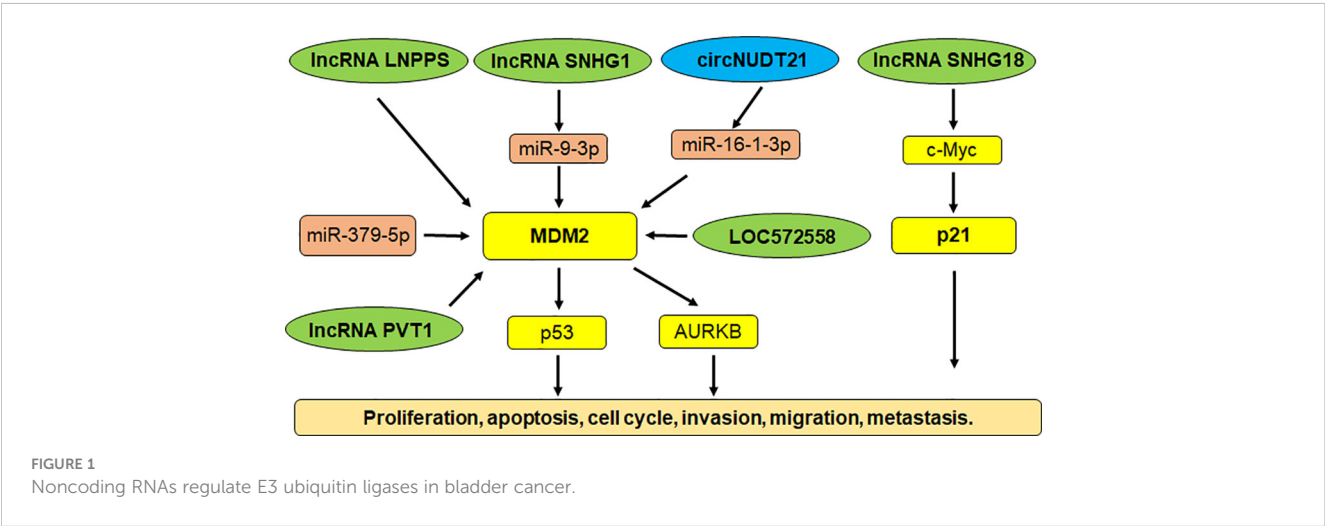 lncRNA LNPPS
lncRNA SNHG1
circNUDT21
lncRNA SNHG18
miR-9-3p
miR-16-1-3p
c-Myc
miR-379-5p
MDM2
LOC572558
p21
lncRNA PVT1
p53
AURKB
Proliferation, apoptosis, cell cycle, invasion, migration, metastasis.
FIGURE 1
Noncoding RNAs regulate E3 ubiquitin ligases in bladder cancer.